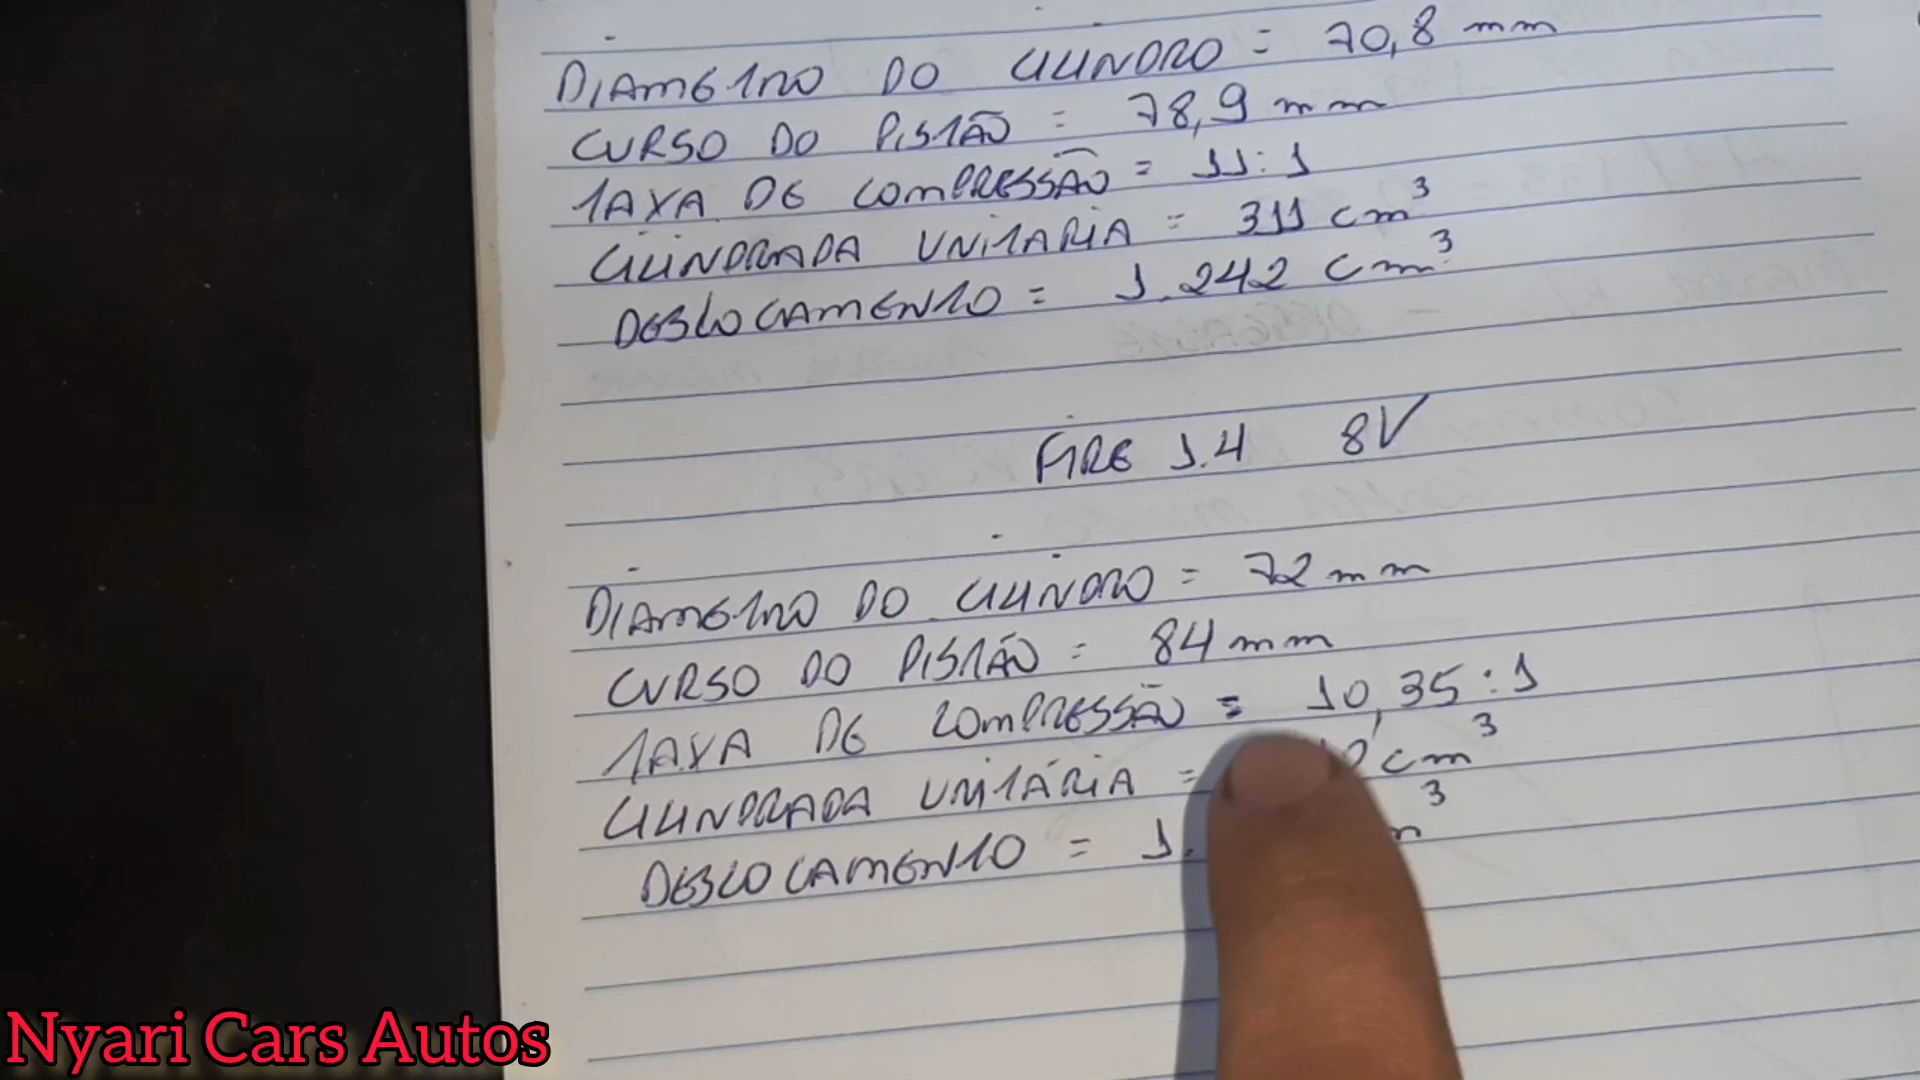 DIAMETRO DO CILINDRO = 70,8 mm
CURSO DO PISTÃO = 78,9 mm
TAXA DE COMPRESSÃO = 11:1
CILINDRADA UNITARIA = 311 cm³
DESLOCAMENTO = 1.242 cm³
FIRE 1.4 8V
DIAMETRO DO CILINDRO = 72 mm
CURSO DO PISTÃO = 84 mm
TAXA DE COMPRESSÃO = 10,35:1
CILINDRADA UNITÁRIA = cm³
DESLOCAMENTO = 1.
Nyari Cars Autos